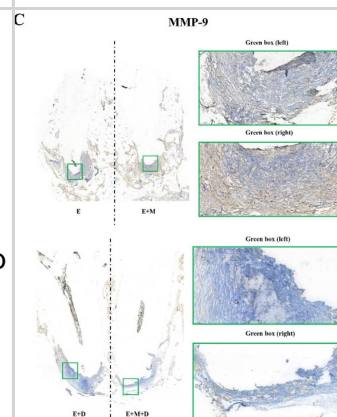 C
MMP-9
Green box (left)
Green box (right)
E
E+M
Green box (left)
Green box (right)
E+D
E+M+D